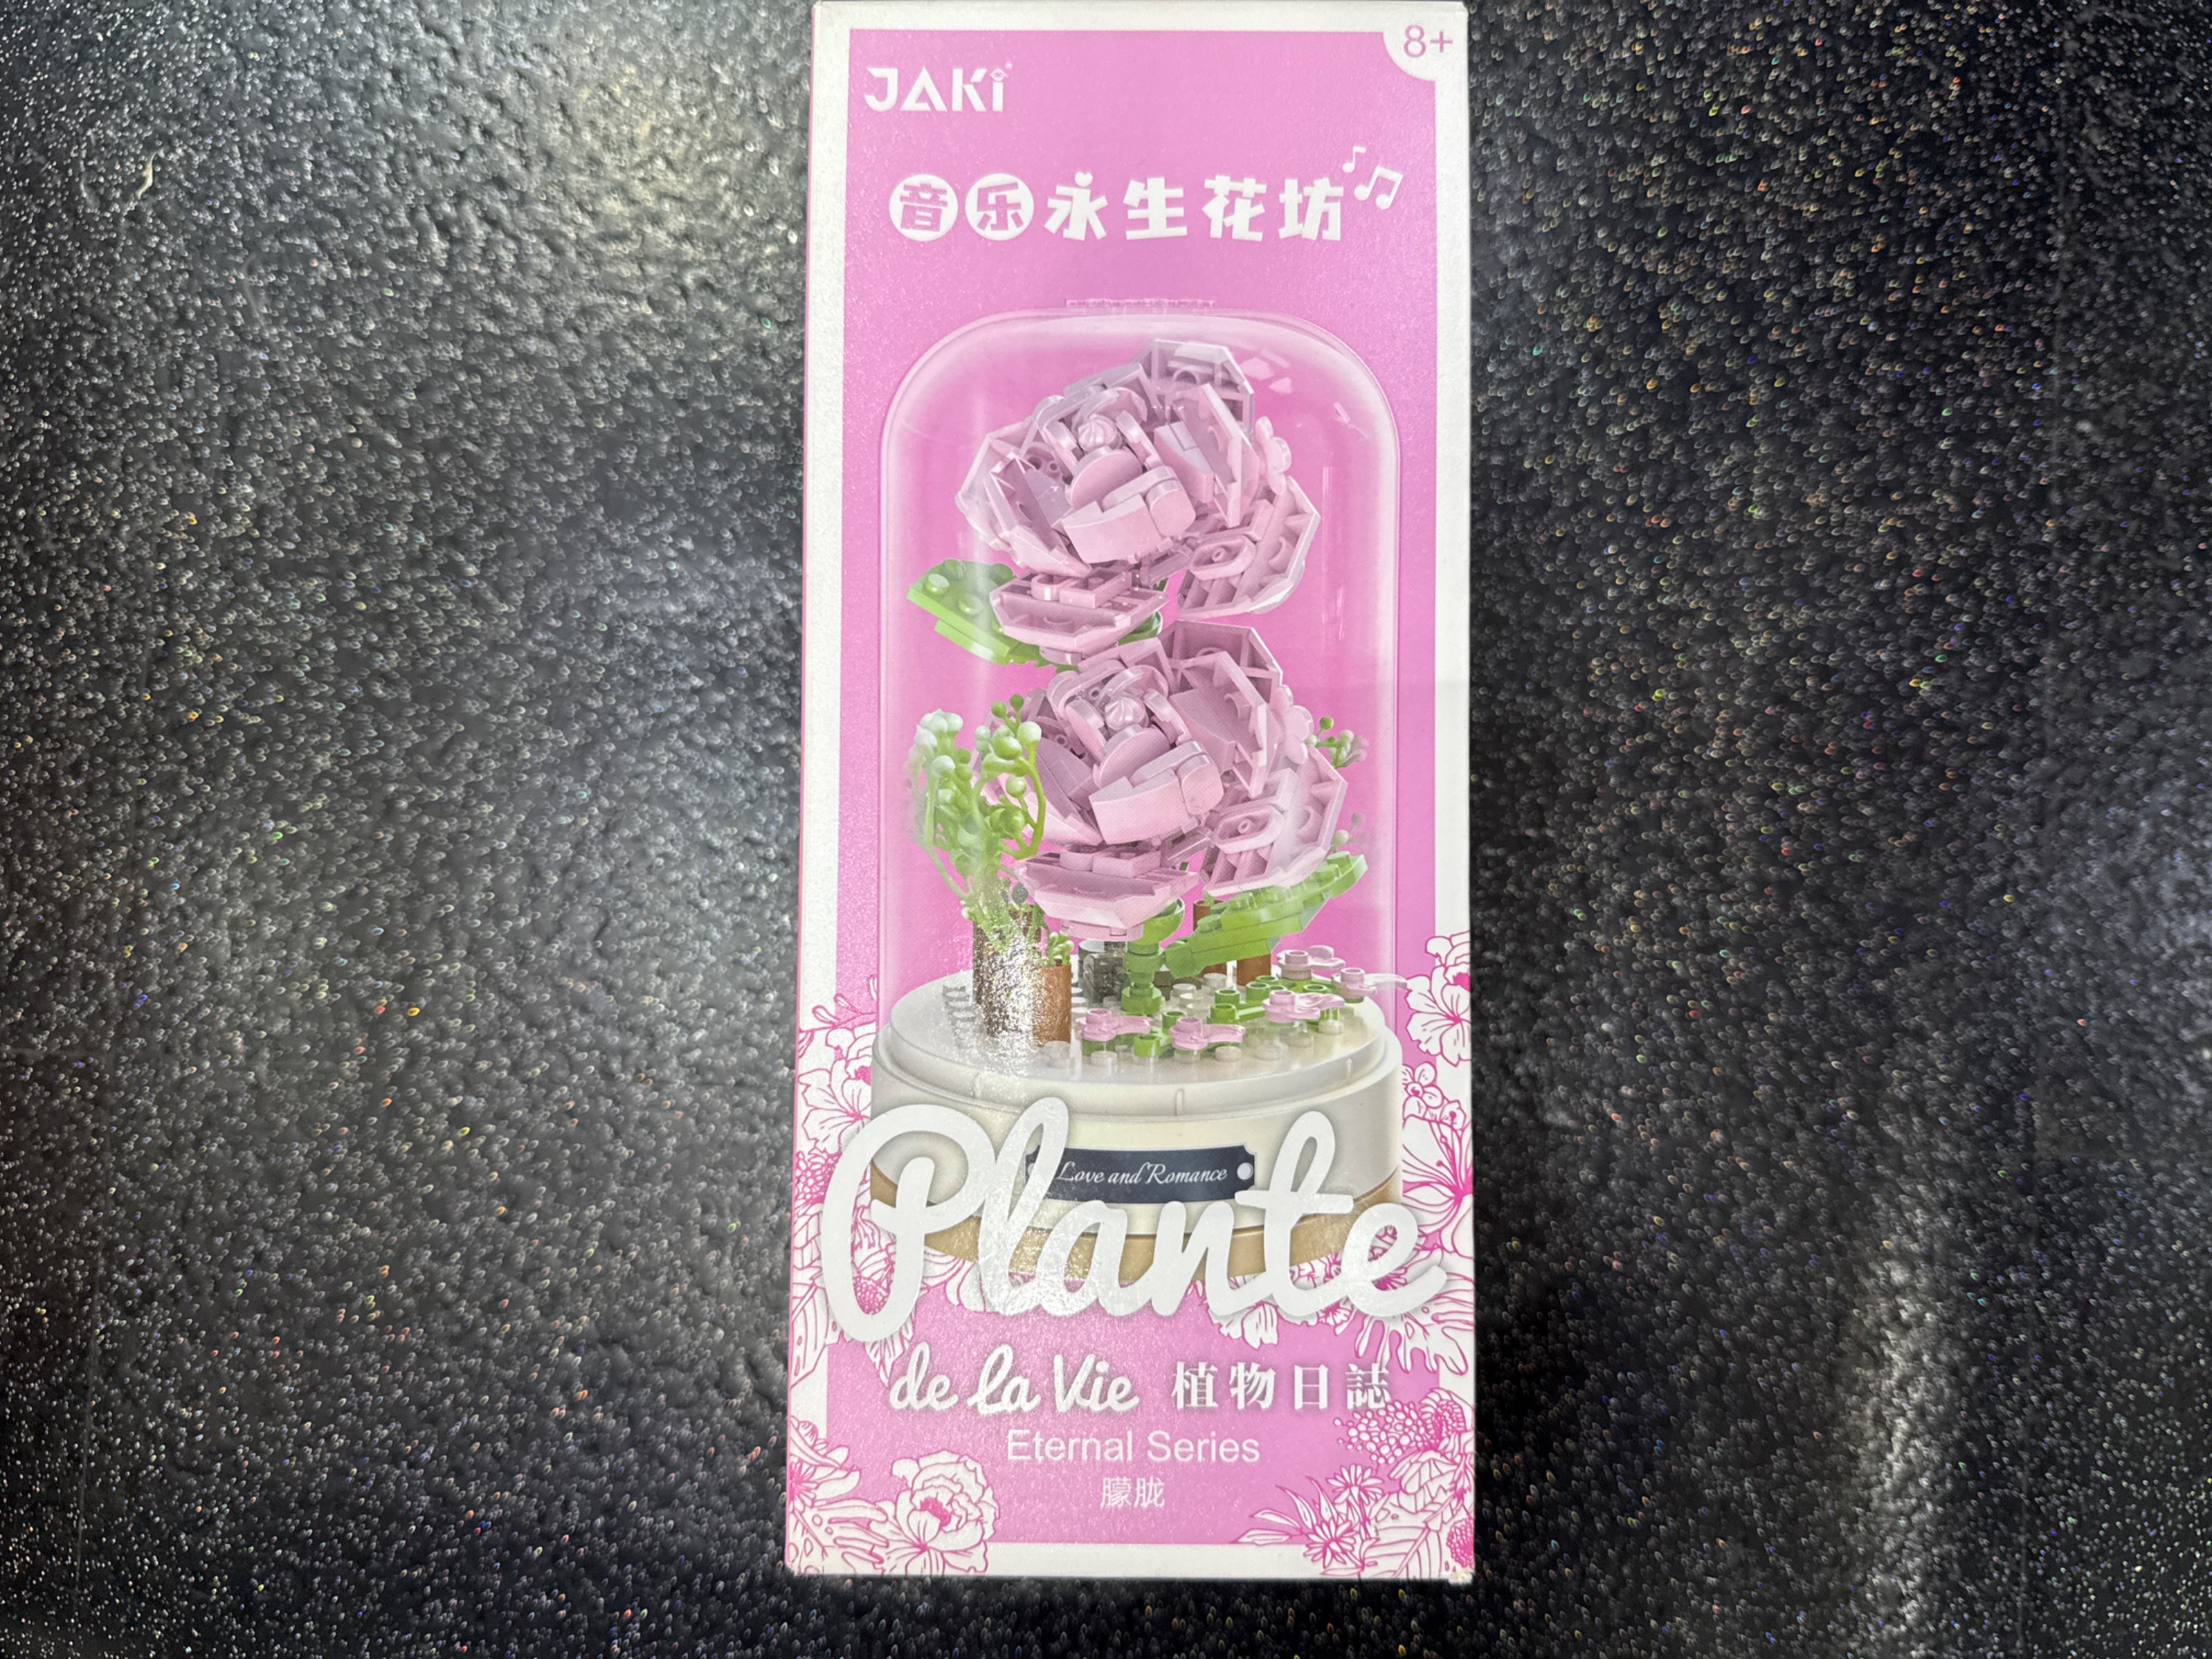 8+
JAKi
音乐永生花坊
Love and Romance
Plante
de la Vie 植物日誌
Eternal Series
朦胧